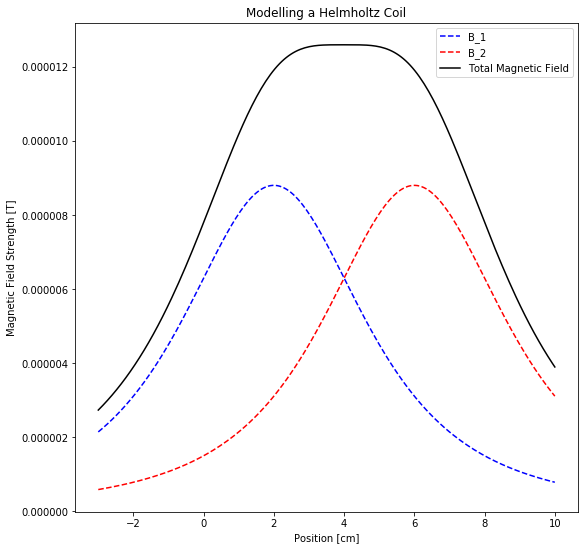 Modelling a Helmholtz Coil
B_1
B_2
Total Magnetic Field
0.000012
0.000010
0.000008
0.000006
0.000004
0.000002
0.000000
Magnetic Field Strength [T]
−2 0 2 4 6 8 10
Position [cm]